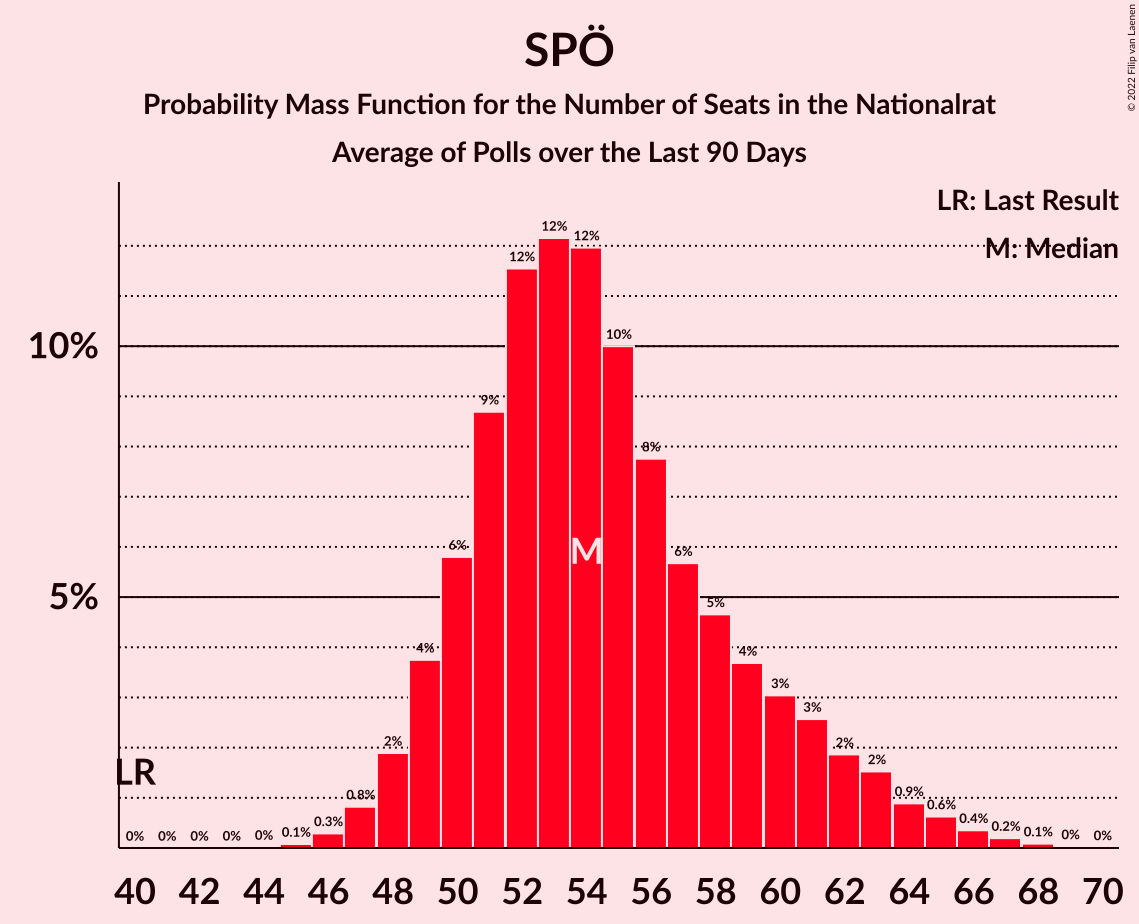 © 2022 Filip van Laenen
SPÖ
Probability Mass Function for the Number of Seats in the Nationalrat
Average of Polls over the Last 90 Days
LR: Last Result
M: Median
12%
12%
12%
10%
10%
9%
8%
M
6%
6%
5%
5%
4%
4%
3%
3%
2%
2%
2%
LR
0.8%
0.9%
0.6%
0% 0% 0% 0% 0% 0.1% 0.3% 0.4% 0.2% 0.1% 0% 0%
40 42 44 46 48 50 52 54 56 58 60 62 64 66 68 70